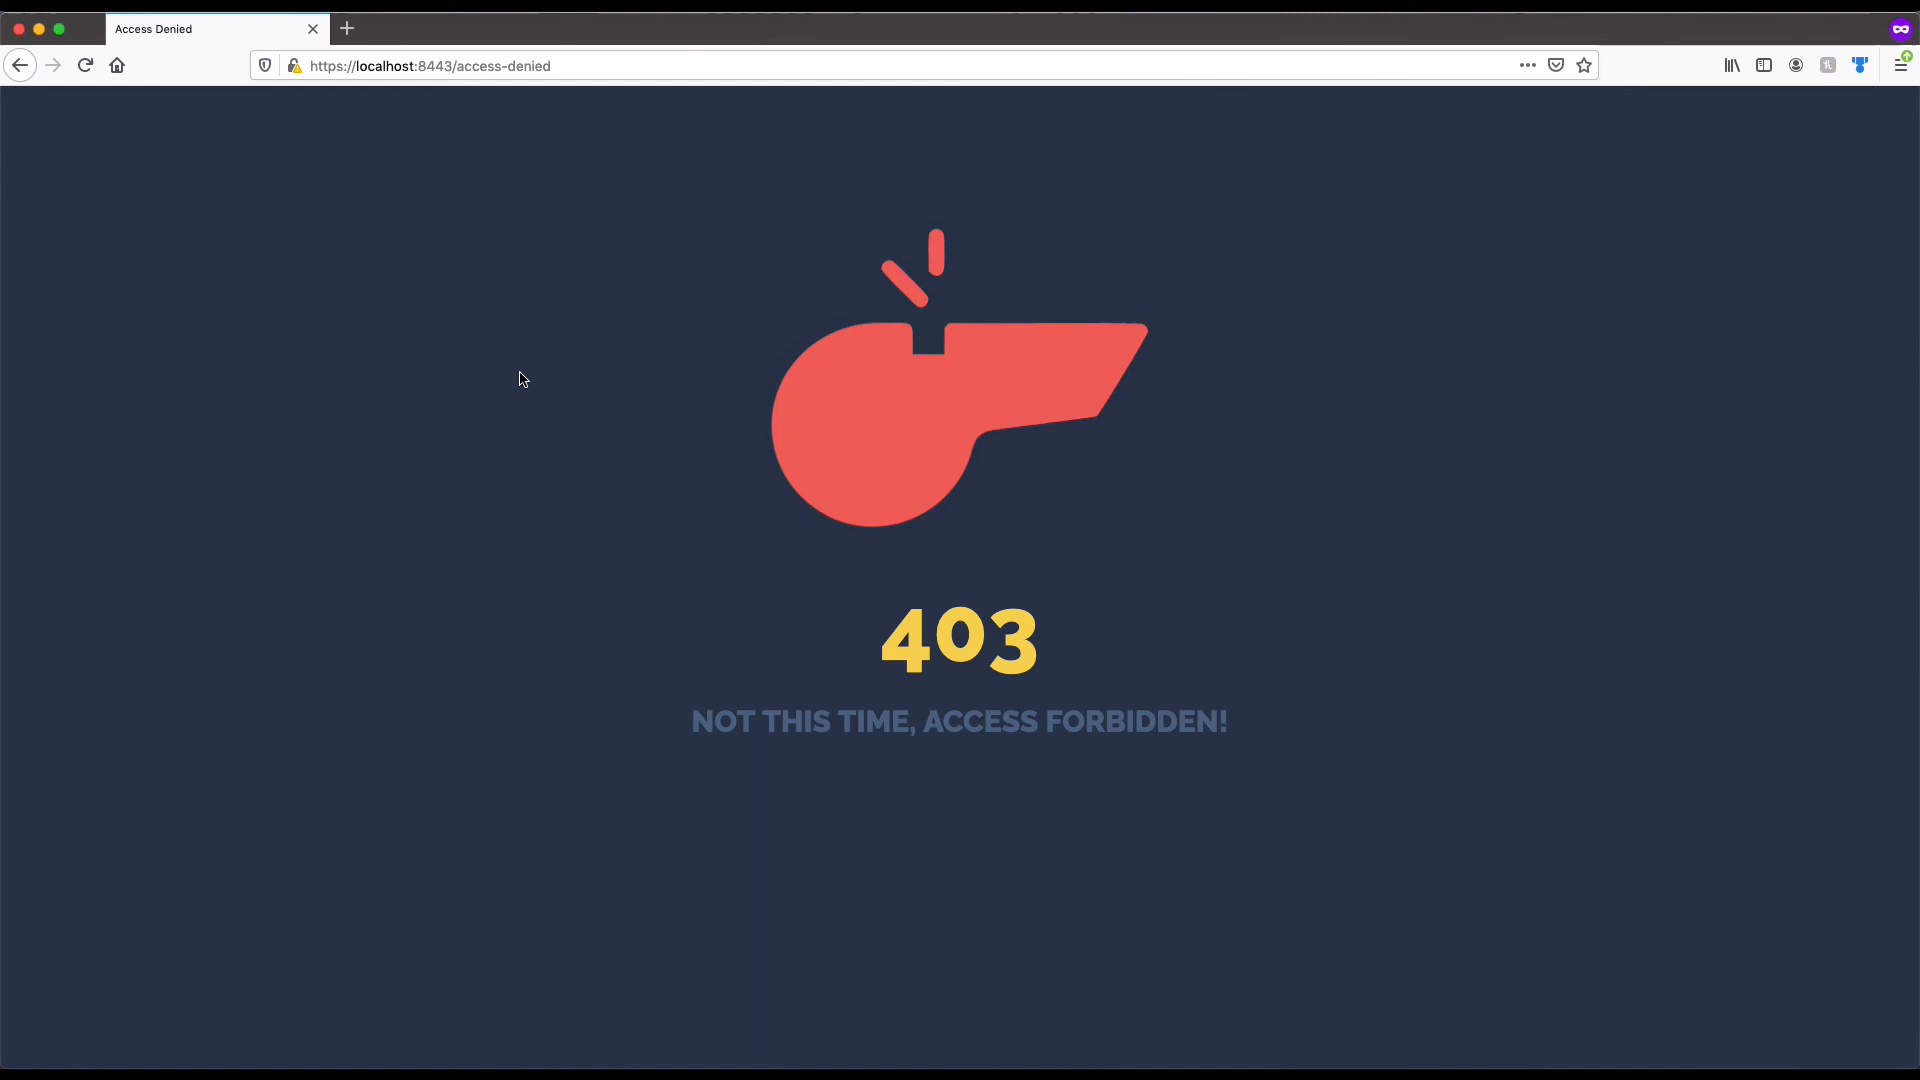 Access Denied
https://localhost:8443/access-denied
403
NOT THIS TIME, ACCESS FORBIDDEN!